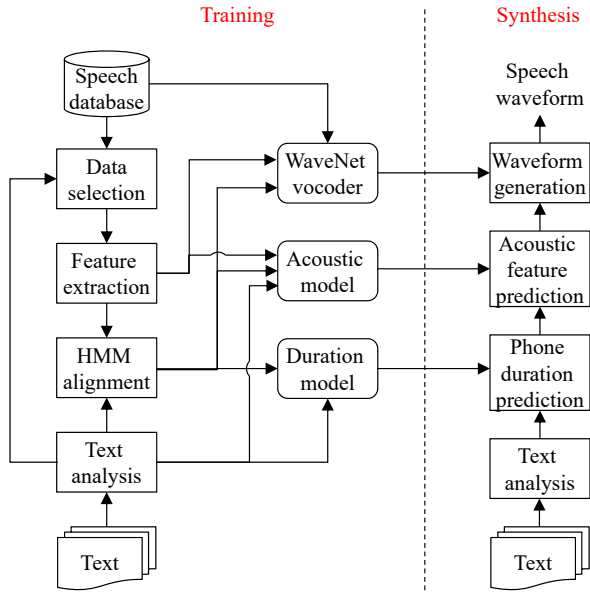 Training
Synthesis
Speech
database
Speech
waveform
Data
selection
WaveNet
vocoder
Waveform
generation
Feature
extraction
Acoustic
model
Acoustic
feature
prediction
HMM
alignment
Duration
model
Phone
duration
prediction
Text
analysis
Text
analysis
Text
Text